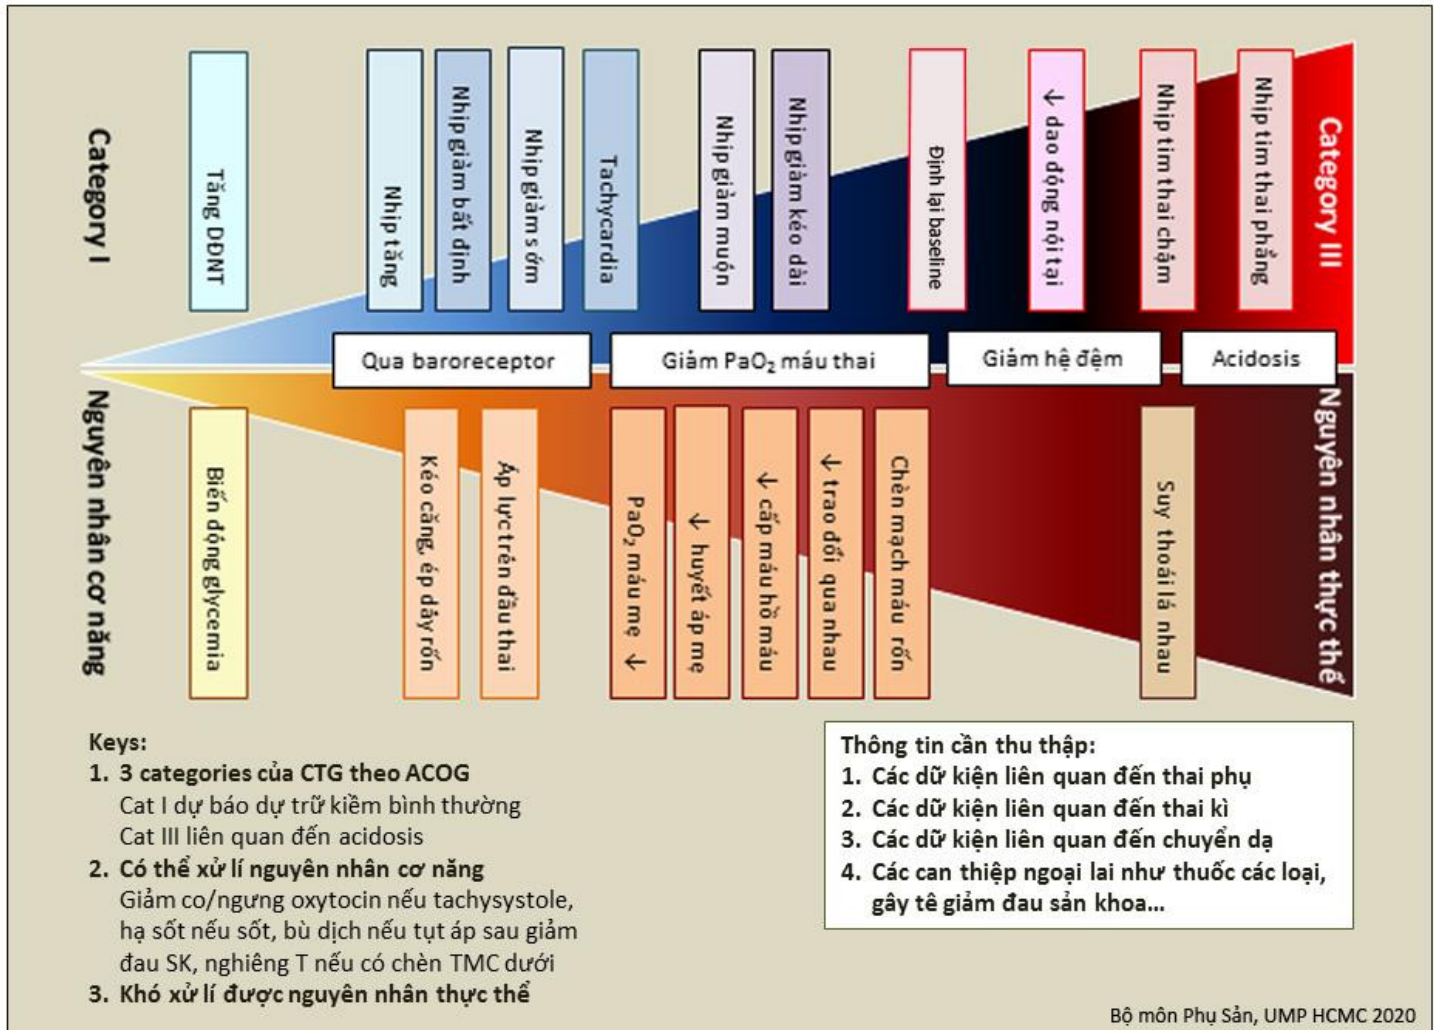 Category I
Tăng DĐNT
Nhịp tăng
Nhịp giảm bất định
Nhịp giảm sớm
Tachycardia
Nhịp giảm muộn
Nhịp giảm kéo dài
Định lại baseline
↓ dao động nội tại
Nhịp tim thai chậm
Nhịp tim thai phẳng
Category III
Qua baroreceptor
Giảm PaO₂ máu thai
Giảm hệ đệm
Acidosis
Nguyên nhân cơ năng
Biến động glycemia
Kéo căng, ép dây rốn
Áp lực trên đầu thai
PaO₂ máu mẹ ↓
↓ huyết áp mẹ
↓ cấp máu hồ máu
↓ trao đổi qua nhau
Chèn mạch máu rốn
Suy thoái lá nhau
Nguyên nhân thực thể
Keys:
1. 3 categories của CTG theo ACOG
Cat I dự báo dự trữ kiềm bình thường
Cat III liên quan đến acidosis
2. Có thể xử lí nguyên nhân cơ năng
Giảm co/ngưng oxytocin nếu tachysystole,
hạ sốt nếu sốt, bù dịch nếu tụt áp sau giảm
đau SK, nghiêng T nếu có chèn TMC dưới
3. Khó xử lí được nguyên nhân thực thể
Thông tin cần thu thập:
1. Các dữ kiện liên quan đến thai phụ
2. Các dữ kiện liên quan đến thai kì
3. Các dữ kiện liên quan đến chuyển dạ
4. Các can thiệp ngoại lai như thuốc các loại,
gây tê giảm đau sản khoa...
Bộ môn Phụ Sản, UMP HCMC 2020